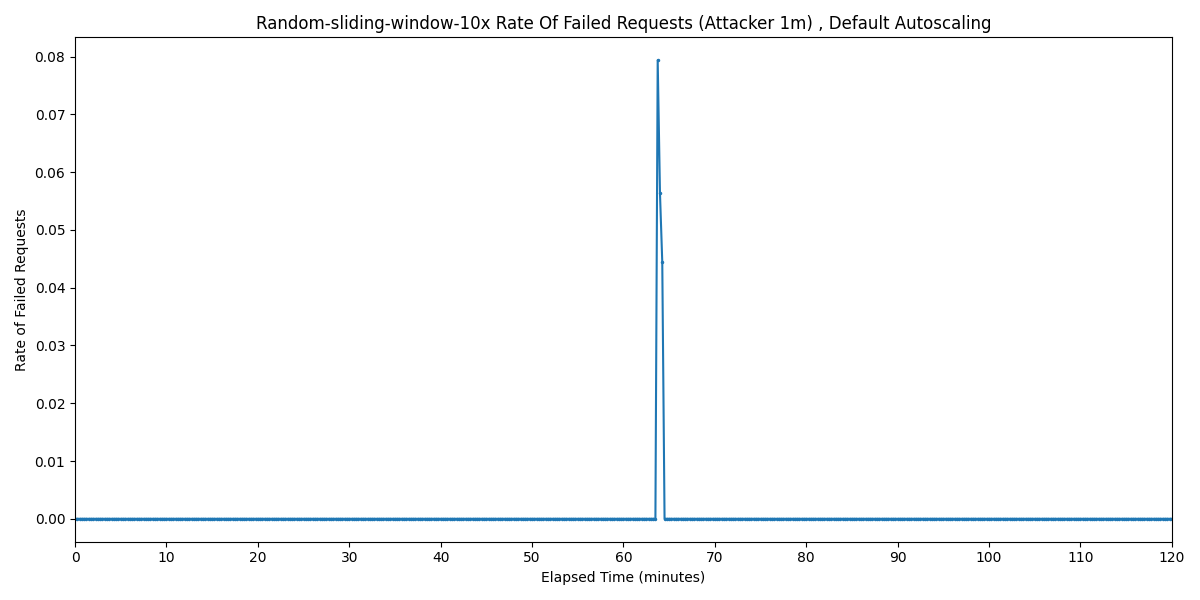 Random-sliding-window-10x Rate Of Failed Requests (Attacker 1m) , Default Autoscaling
0.08
0.07
0.06
0.05
0.04
0.03
0.02
0.01
0.00
Rate of Failed Requests
0 10 20 30 40 50 60 70 80 90 100 110 120
Elapsed Time (minutes)